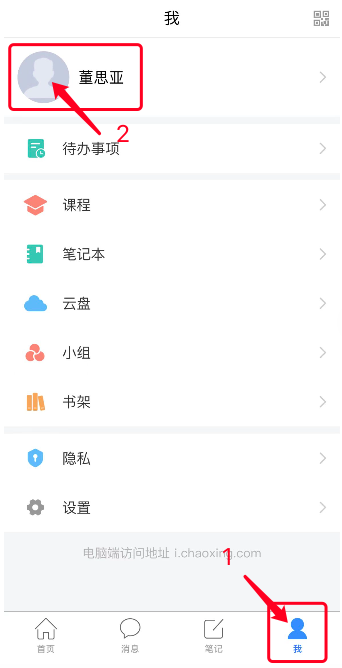 我
董思亚
2
待办事项
课程
笔记本
云盘
小组
书架
隐私
设置
电脑端访问地址 i.chaoxing.com
1
首页 消息 笔记 我